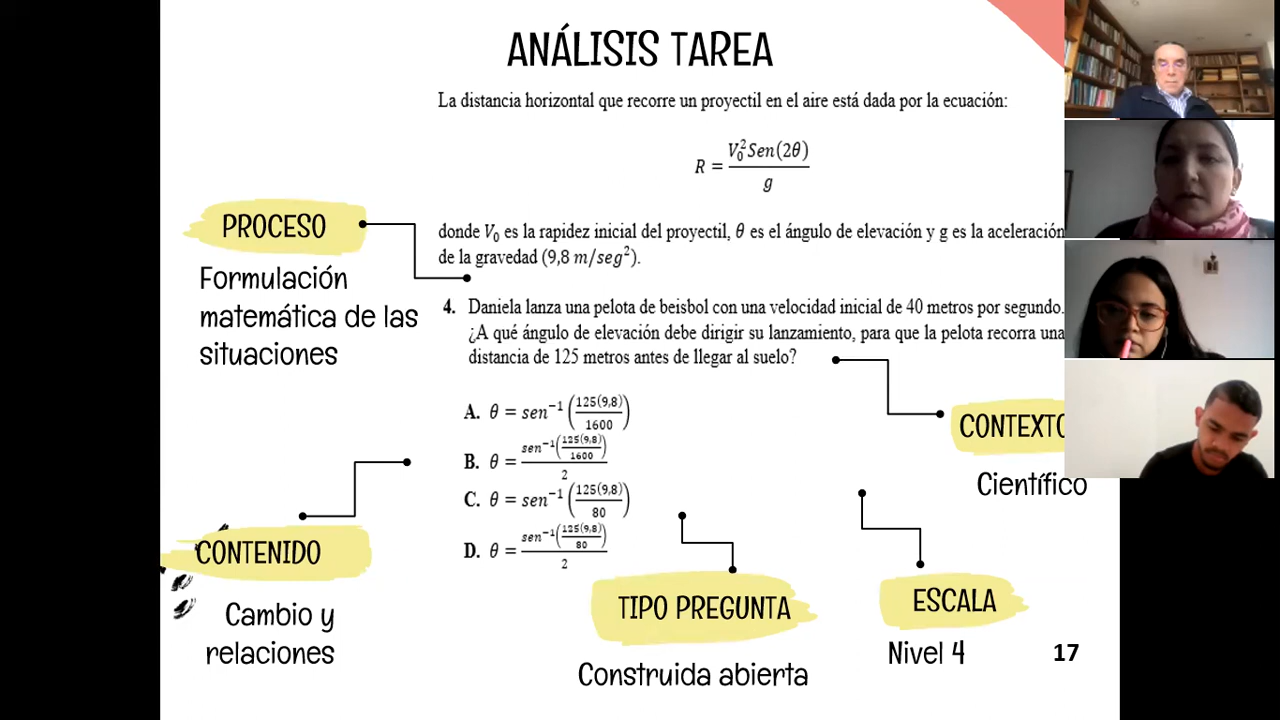 ANÁLISIS TAREA
La distancia horizontal que recorre un proyectil en el aire está dada por la ecuación:
R = V₀²Sen(2θ) / g
donde V₀ es la rapidez inicial del proyectil, θ es el ángulo de elevación y g es la aceleración
de la gravedad (9,8 m/seg²).
PROCESO
Formulación
matemática de las
situaciones
4. Daniela lanza una pelota de beisbol con una velocidad inicial de 40 metros por segundo.
¿A qué ángulo de elevación debe dirigir su lanzamiento, para que la pelota recorra una
distancia de 125 metros antes de llegar al suelo?
A. θ = sen⁻¹(125(9,8)/1600)
B. θ = sen⁻¹(125(9,8)/1600)/2
C. θ = sen⁻¹(125(9,8)/80)
D. θ = sen⁻¹(125(9,8)/80)/2
CONTEXTO
Científico
CONTENIDO
Cambio y
relaciones
TIPO PREGUNTA
Construida abierta
ESCALA
Nivel 4
17